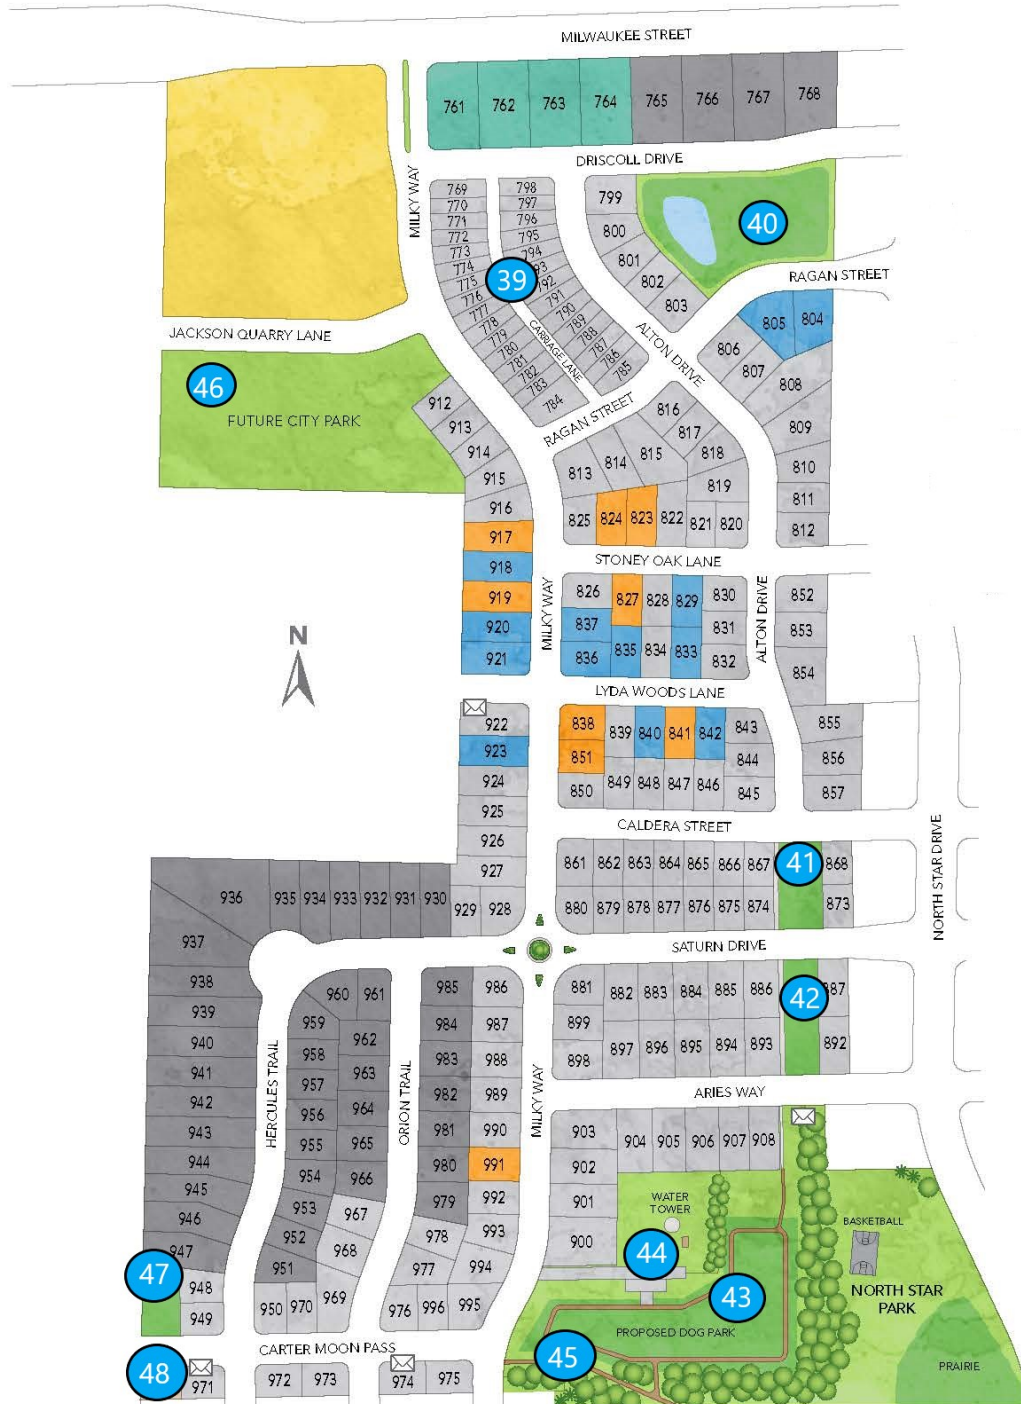 MILWAUKEE STREET
761 762 763 764 765 766 767 768
DRISCOLL DRIVE
MILKY WAY
769
770
771
772
773
774
775
776
777
778
779
780
781
782
783
784
798
797
796
795
794
93
792
791
790
789
788
787
786
785
39
CARRIAGE LANE
799
800
801
802
803
40
RAGAN STREET
805 804
806
807
808
809
810
811
812
ALTON DRIVE
JACKSON QUARRY LANE
46
FUTURE CITY PARK
912
913
914
915
916
917
918
919
920
921
RAGAN STREET
816
817
818
819
813 814 815
825 824 823 822 821 820
STONEY OAK LANE
MILKY WAY
826 827 828 829 830
837 831
836 835 834 833 832
ALTON DRIVE
852
853
854
855
856
857
N
LYDA WOODS LANE
922
923
924
925
926
927
929 928
838 839 840 841 842 843
851 844
850 849 848 847 846 845
CALDERA STREET
NORTH STAR DRIVE
861 862 863 864 865 866 867 41 868
880 879 878 877 876 875 874 873
SATURN DRIVE
936 935 934 933 932 931 930
937
938
939
940
941
942
943
944
945
946
947
948
949
47
48
HERCULES TRAIL
960 961
959
958
957
956
955
954
953
952
951
950 970 969
962
963
964
965
966
967
968
ORION TRAIL
985
984
983
982
981
980
979
978
977
976 996 995
986
987
988
989
990
991
992
993
994
MILKY WAY
881 882 883 884 885 886 42 87
899
898 897 896 895 894 893 892
ARIES WAY
903 904 905 906 907 908
902
901
900
WATER
TOWER
44
43
45
PROPOSED DOG PARK
BASKETBALL
NORTH STAR
PARK
PRAIRIE
CARTER MOON PASS
971 972 973 974 975